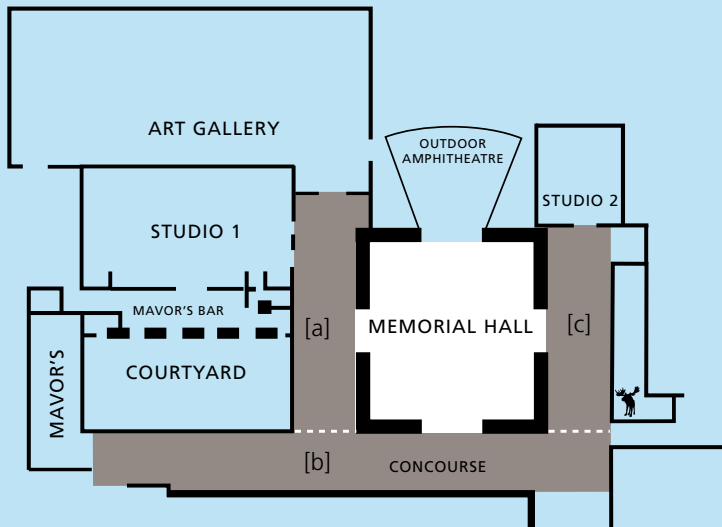 ART GALLERY
OUTDOOR
AMPHITHEATRE
STUDIO 2
STUDIO 1
MAVOR'S BAR
[a]
MEMORIAL HALL
[c]
COURTYARD
MAVOR'S
[b]
CONCOURSE